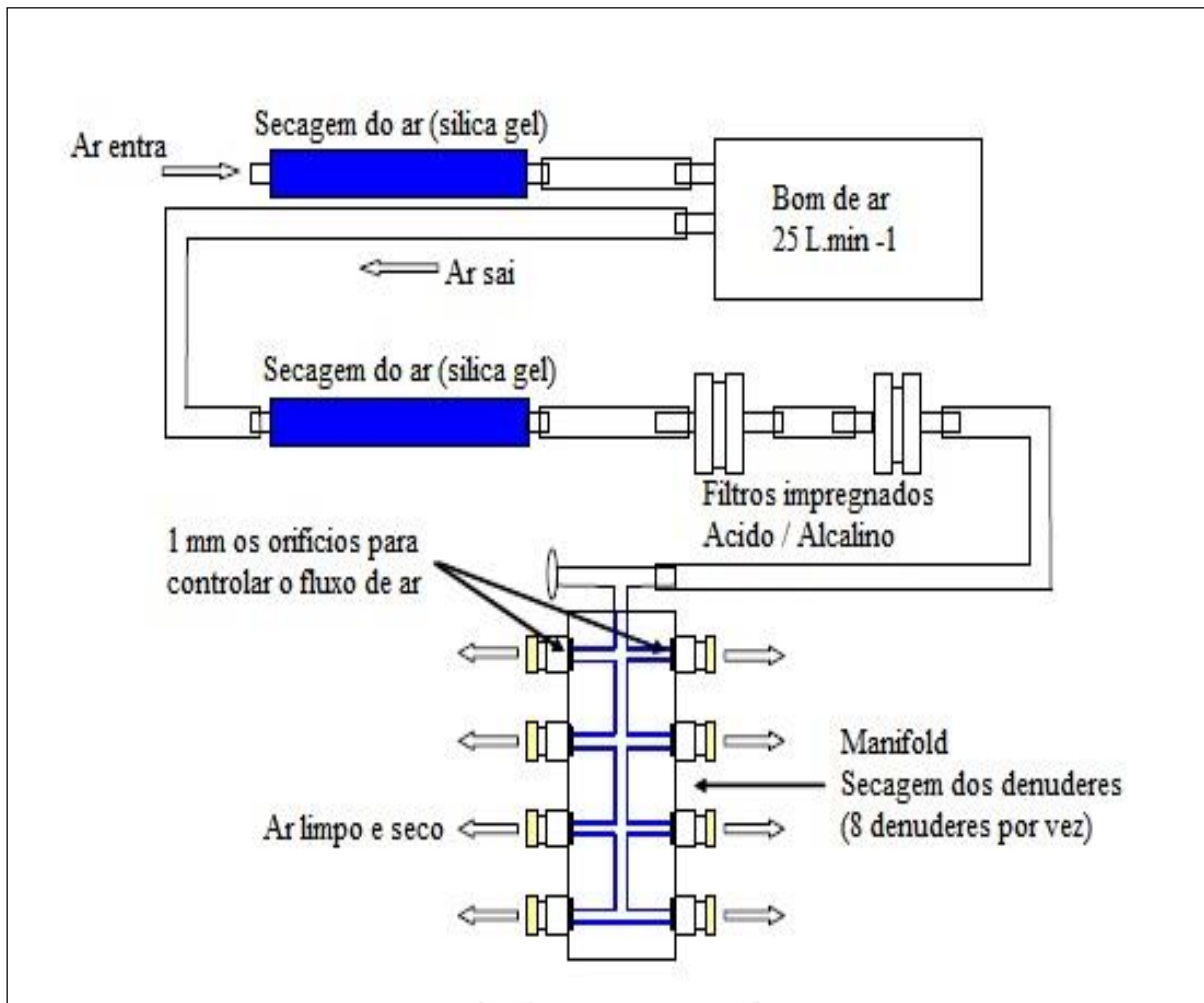 Secagem do ar (silica gel)
Ar entra
Bom de ar
25 L.min -1
Ar sai
Secagem do ar (silica gel)
Filtros impregnados
Acido / Alcalino
1 mm os orifícios para
controlar o fluxo de ar
Manifold
Secagem dos denuderes
(8 denuderes por vez)
Ar limpo e seco